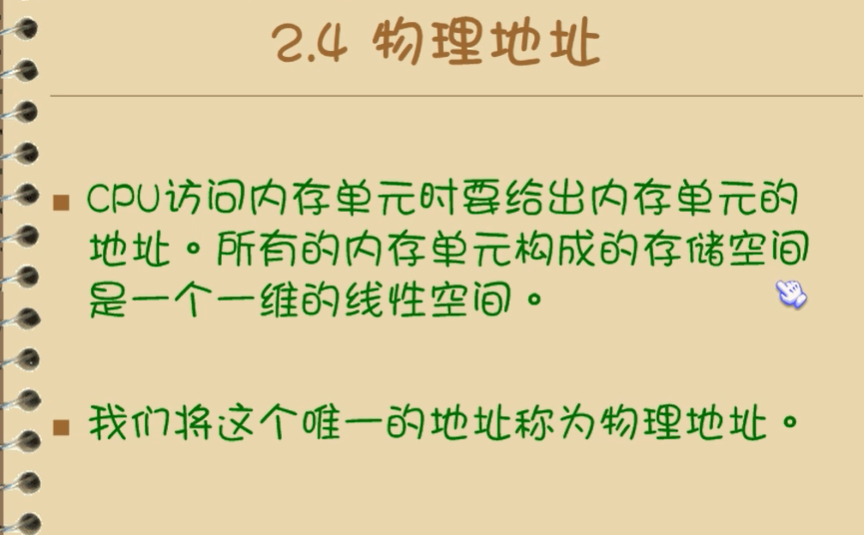 2.4 物理地址
CPU访问内存单元时要给出内存单元的
地址。所有的内存单元构成的存储空间
是一个一维的线性空间。
我们将这个唯一的地址称为物理地址。